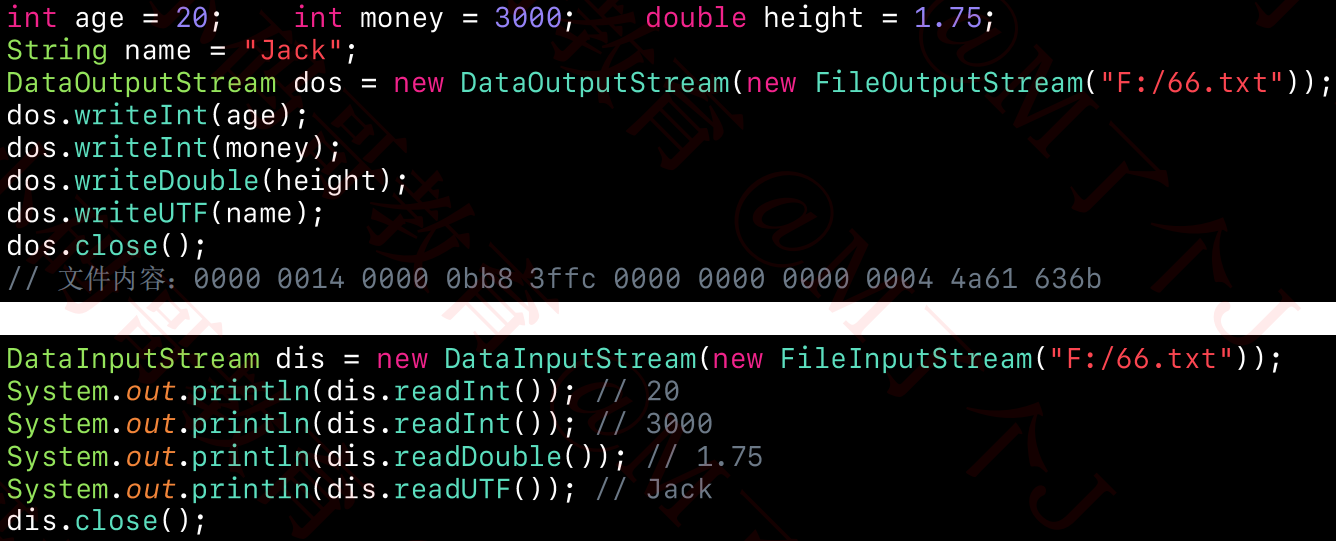 int age = 20;    int money = 3000;    double height = 1.75;
String name = "Jack";
DataOutputStream dos = new DataOutputStream(new FileOutputStream("F:/66.txt"));
dos.writeInt(age);
dos.writeInt(money);
dos.writeDouble(height);
dos.writeUTF(name);
dos.close();
// 文件内容：0000 0014 0000 0bb8 3ffc 0000 0000 0000 0004 4a61 636b
DataInputStream dis = new DataInputStream(new FileInputStream("F:/66.txt"));
System.out.println(dis.readInt()); // 20
System.out.println(dis.readInt()); // 3000
System.out.println(dis.readDouble()); // 1.75
System.out.println(dis.readUTF()); // Jack
dis.close();